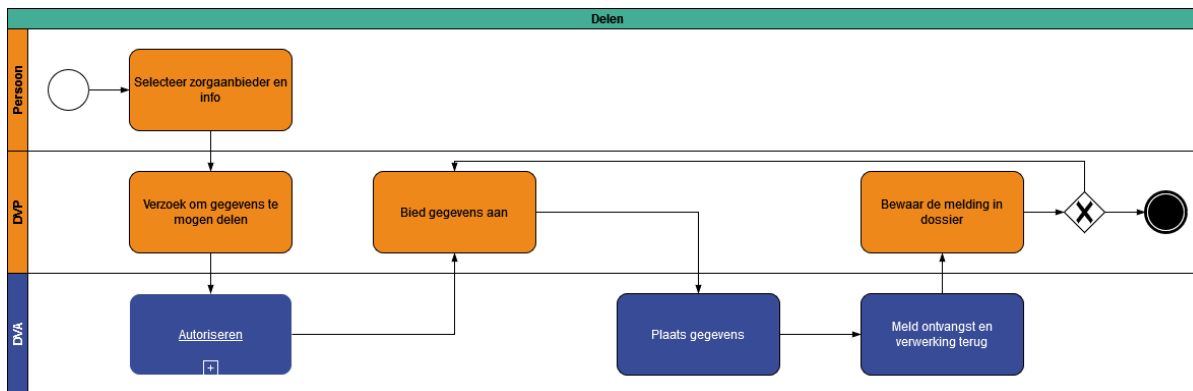 Delen
Persoon
Selecteer zorgaanbieder en
info
DVP
Verzoek om gegevens te
mogen delen
Bied gegevens aan
Bewaar de melding in
dossier
DVA
Autoriseren
+
Plaats gegevens
Meld ontvangst en
verwerking terug